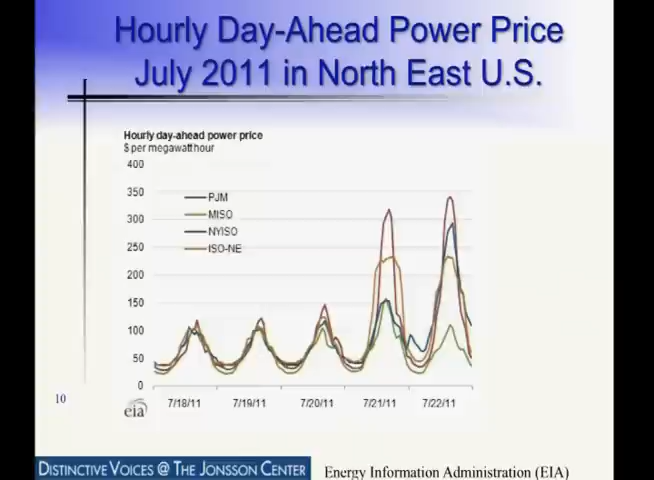 Hourly Day-Ahead Power Price
July 2011 in North East U.S.
Hourly day-ahead power price
$ per megawatthour
400
350
300
250
200
150
100
50
0
PJM
MISO
NYISO
ISO-NE
7/18/11 7/19/11 7/20/11 7/21/11 7/22/11
10
eia
DISTINCTIVE VOICES @ THE JONSSON CENTER
Energy Information Administration (EIA)